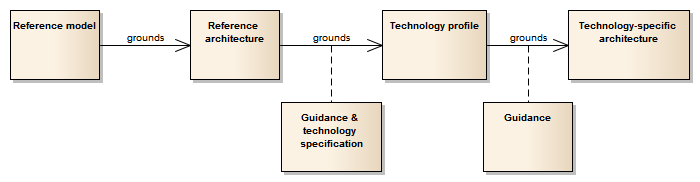 Reference model
grounds
Reference
architecture
grounds
Technology profile
grounds
Technology-specific
architecture
Guidance &
technology
specification
Guidance